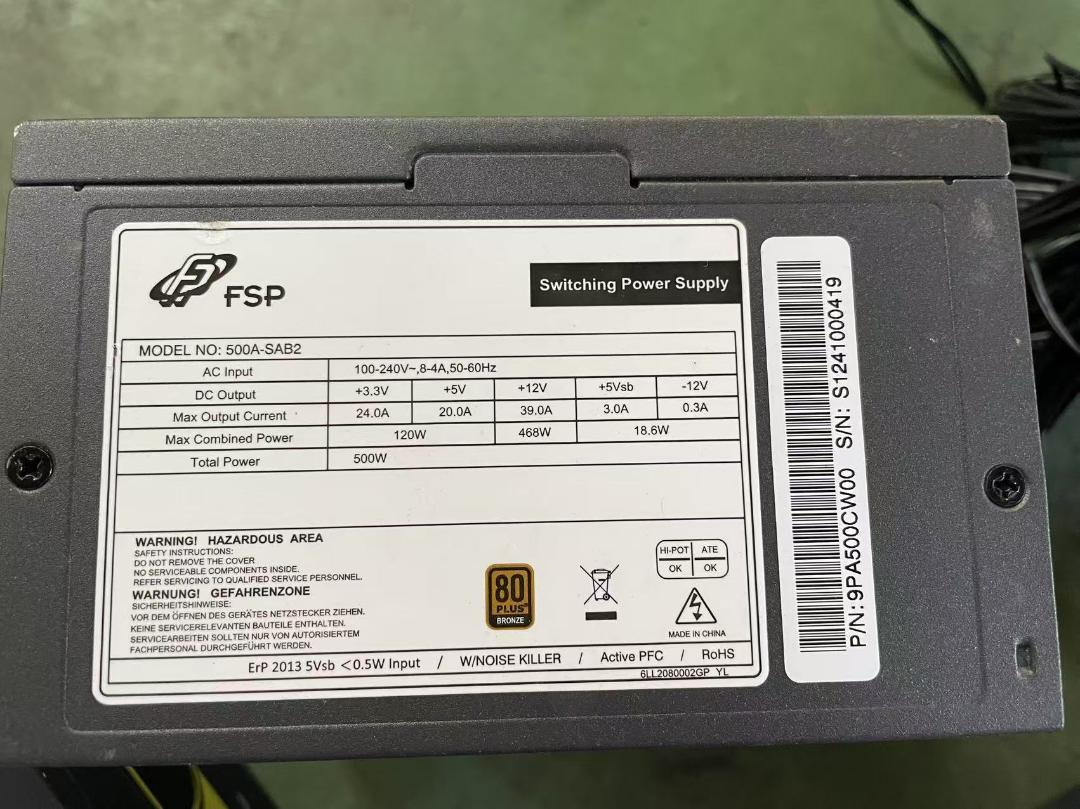 FSP
Switching Power Supply
MODEL NO: 500A-SAB2
AC Input 100-240V~,8-4A,50-60Hz
DC Output +3.3V +5V +12V +5Vsb -12V
Max Output Current 24.0A 20.0A 39.0A 3.0A 0.3A
Max Combined Power 120W 468W 18.6W
Total Power 500W
WARNING! HAZARDOUS AREA
SAFETY INSTRUCTIONS:
DO NOT REMOVE THE COVER
NO SERVICEABLE COMPONENTS INSIDE.
REFER SERVICING TO QUALIFIED SERVICE PERSONNEL.
WARNUNG! GEFAHRENZONE
SICHERHEITSHINWEISE:
VOR DEM ÖFFNEN DES GERÄTES NETZSTECKER ZIEHEN.
KEINE SERVICERELEVANTEN BAUTEILE ENTHALTEN.
SERVICEARBEITEN SOLLTEN NUR VON AUTORISIERTEM
FACHPERSONAL DURCHGEFÜHRT WERDEN.
80
PLUS®
BRONZE
HI-POT ATE
OK OK
MADE IN CHINA
ErP 2013 5Vsb <0.5W Input / W/NOISE KILLER / Active PFC / RoHS
6LL2080002GP YL
P/N: 9PA500CW00 S/N: S1241000419